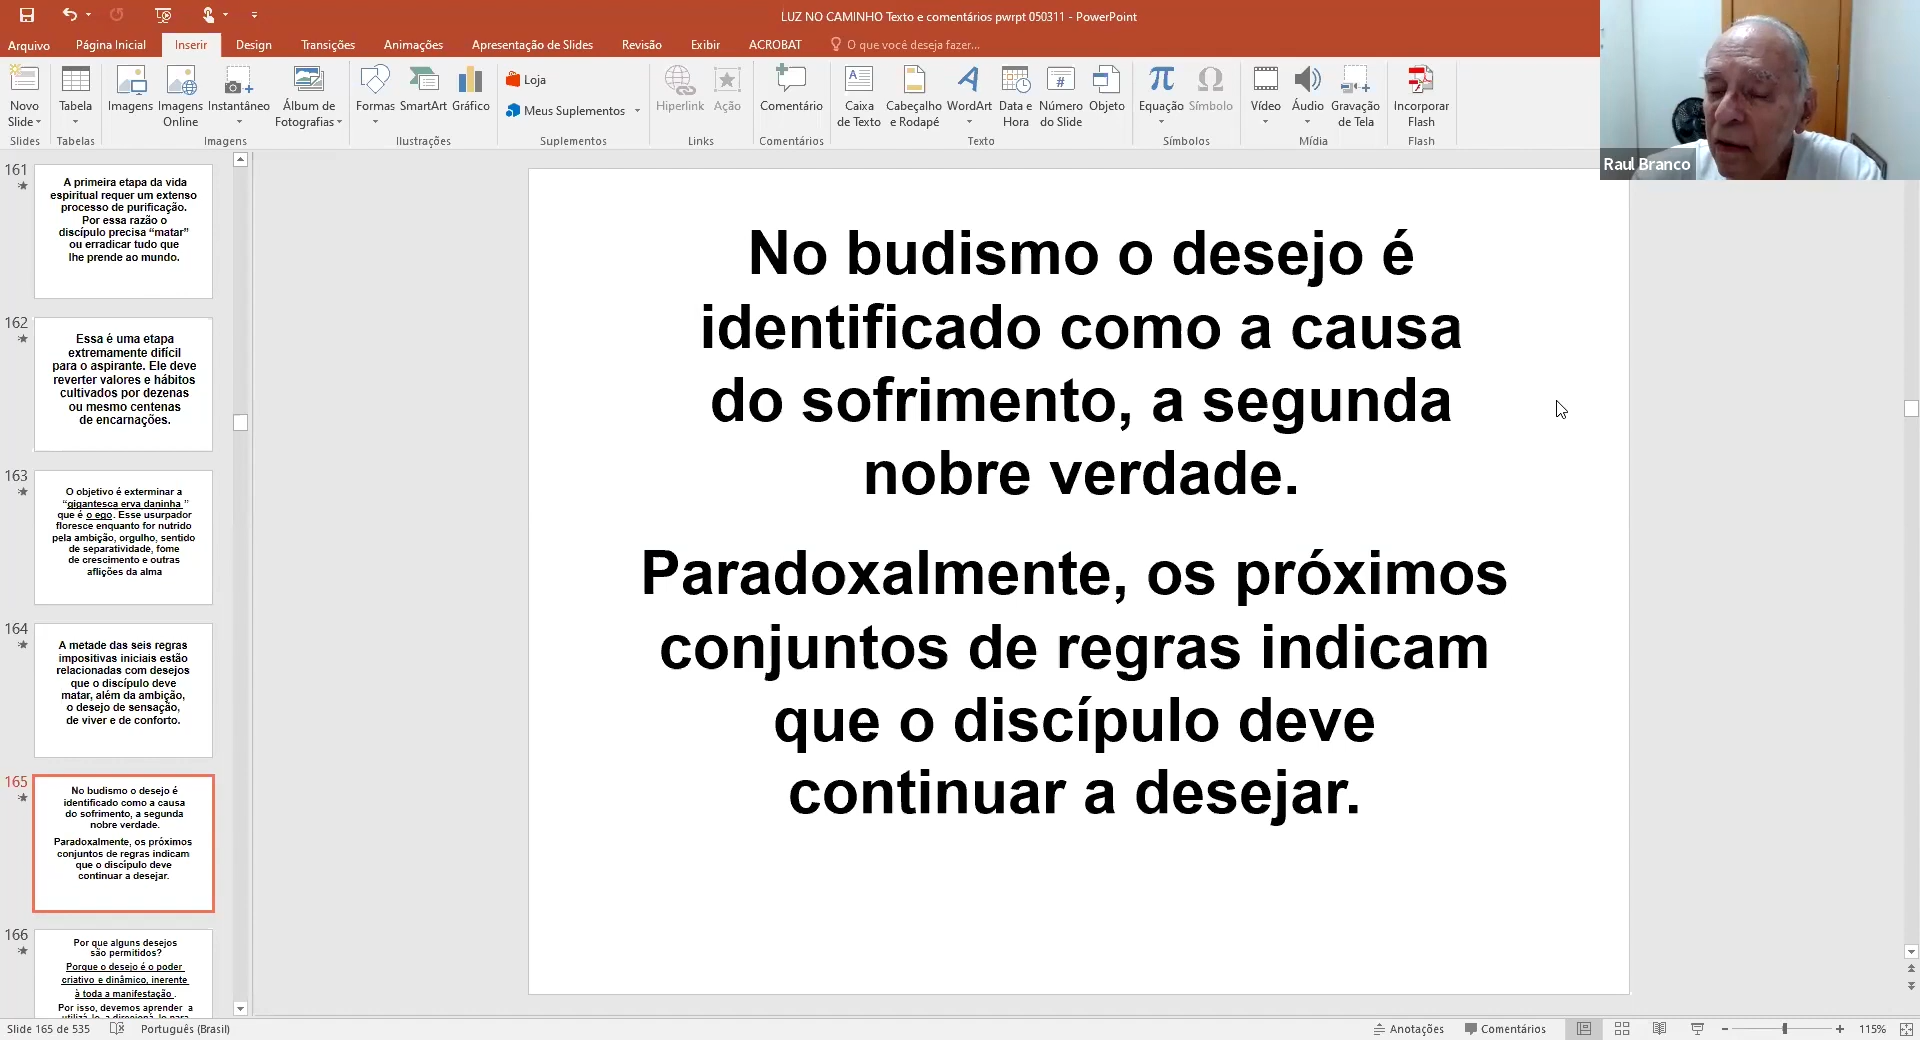 LUZ NO CAMINHO Texto e comentários pwrpt 050311 - PowerPoint
Arquivo Página Inicial Inserir Design Transições Animações Apresentação de Slides Revisão Exibir ACROBAT O que você deseja fazer...
Novo Slide
Tabela
Imagens
Imagens Online
Instantâneo
Álbum de Fotografias
Formas
SmartArt
Gráfico
Loja
Meus Suplementos
Hiperlink
Ação
Comentário
Caixa de Texto
Cabeçalho e Rodapé
WordArt
Data e Hora
Número do Slide
Objeto
Equação
Símbolo
Vídeo
Áudio
Gravação de Tela
Incorporar Flash
Slides Tabelas Imagens Ilustrações Suplementos Links Comentários Texto Símbolos Mídia Flash
Raul Branco
161
A primeira etapa da vida
espiritual requer um extenso
processo de purificação.
Por essa razão o
discípulo precisa “matar”
ou erradicar tudo que
lhe prende ao mundo.
162
Essa é uma etapa
extremamente difícil
para o aspirante. Ele deve
reverter valores e hábitos
cultivados por dezenas
ou mesmo centenas
de encarnações.
163
O objetivo é exterminar a
“gigantesca erva daninha ”
que é o ego. Esse usurpador
floresce enquanto for nutrido
pela ambição, orgulho, sentido
de separatividade, fome
de crescimento e outras
aflições da alma
164
A metade das seis regras
impositivas iniciais estão
relacionadas com desejos
que o discípulo deve
matar, além da ambição,
o desejo de sensação,
de viver e de conforto.
165
No budismo o desejo é
identificado como a causa
do sofrimento, a segunda
nobre verdade.
Paradoxalmente, os próximos
conjuntos de regras indicam
que o discípulo deve
continuar a desejar.
166
Por que alguns desejos
são permitidos?
Porque o desejo é o poder
criativo e dinâmico, inerente
à toda a manifestação .
Por isso, devemos aprender a
No budismo o desejo é
identificado como a causa
do sofrimento, a segunda
nobre verdade.
Paradoxalmente, os próximos
conjuntos de regras indicam
que o discípulo deve
continuar a desejar.
Slide 165 de 535 Português (Brasil) Anotações Comentários 115%